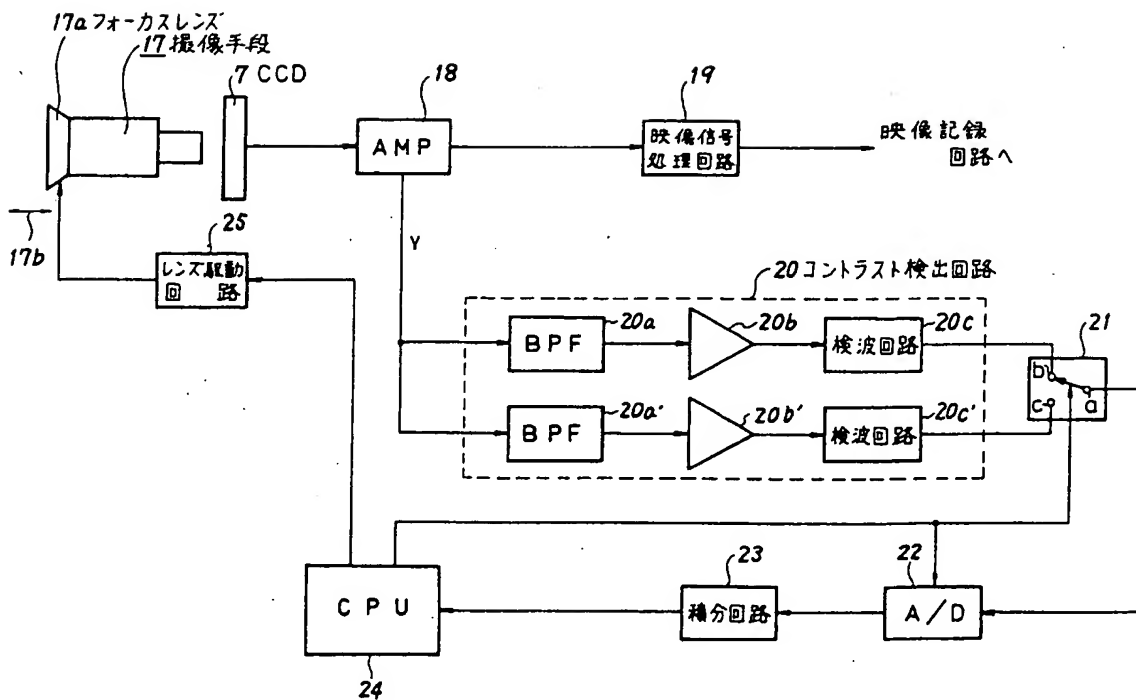 17a フォーカスレンズ
17 撮像手段
7 CCD
18
AMP
19
映像信号
処理回路
映像記録
回路へ
17b
25
レンズ駆動
回路
Y
20 コントラスト検出回路
BPF
20a
20b
検波回路
20c
21
b
c
a
BPF
20a'
20b'
検波回路
20c'
CPU
24
23
積分回路
22
A/D